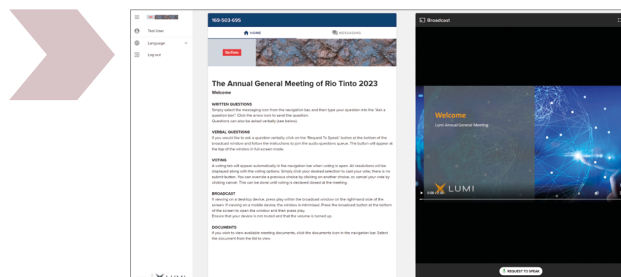 Test User
Language
Log out
169-503-695
HOME
MESSAGING
The Annual General Meeting of Rio Tinto 2023
Welcome
WRITTEN QUESTIONS
Simply select the messaging icon from the navigation bar and then type your question into the "Ask a
question box". Click the arrow icon to send the question.
Questions can also be asked verbally (see below).
VERBAL QUESTIONS
If you would like to ask a question verbally, click on the "Request To Speak" button at the bottom of the
broadcast window and follow the instructions to join the audio questions queue. The button will appear at
the top of the window in full screen mode.
VOTING
A voting tab will appear automatically in the navigation bar when voting is open. All resolutions will be
displayed along with the voting options. Simply click your desired selection to cast your vote; there is no
submit button. You can override a previous choice by clicking on another choice, or cancel your vote by
clicking cancel. This can be done until voting is declared closed at the meeting.
BROADCAST
If viewing on a desktop device, press play within the broadcast window on the right-hand side of the
screen. If viewing on a mobile device, the window is minimised. Press the broadcast button at the bottom
of the screen to open the window and then press play.
Ensure that your device is not muted and that the volume is turned up.
DOCUMENTS
If you wish to view available meeting documents, click the documents icon in the navigation bar. Select
the document from the list to view.
Broadcast
Welcome
Lumi Annual General Meeting
LUMI
REQUEST TO SPEAK
LUMI